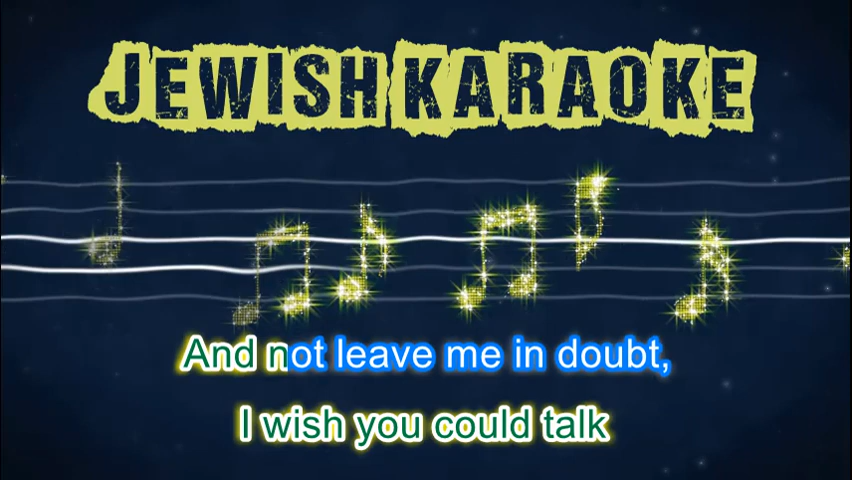 JEWISH KARAOKE
And not leave me in doubt,
I wish you could talk